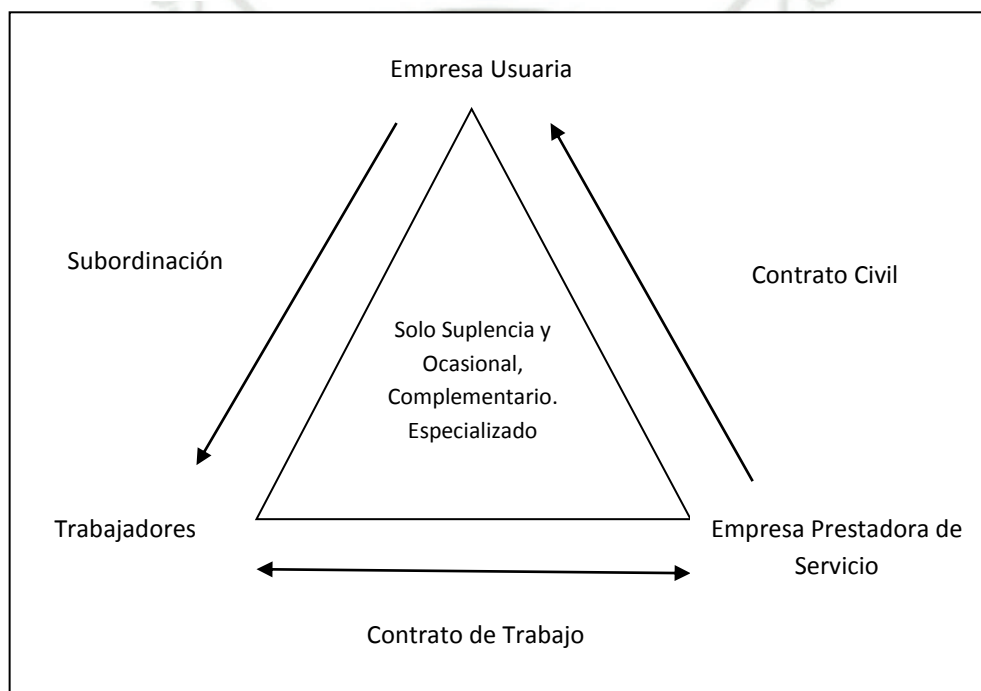 Empresa Usuaria
Subordinación
Contrato Civil
Solo Suplencia y
Ocasional,
Complementario.
Especializado
Trabajadores
Empresa Prestadora de
Servicio
Contrato de Trabajo